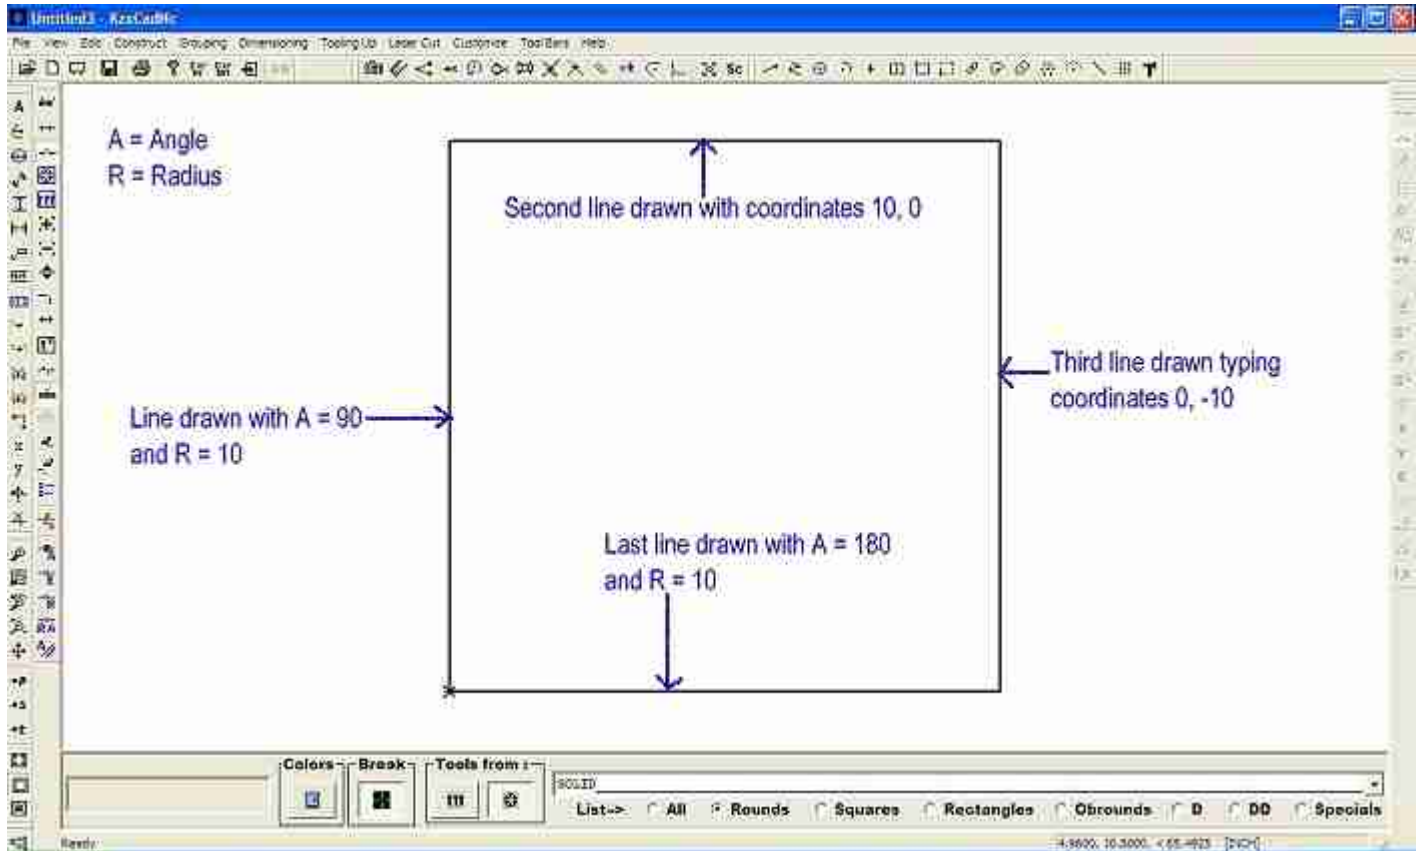 Untitled3 - KzxCadNc
File View Edit Construct Grouping Dimensioning Tooling Up Laser Cut Customize ToolBars Help
A = Angle
R = Radius
Second line drawn with coordinates 10, 0
Third line drawn typing
coordinates 0, -10
Line drawn with A = 90
and R = 10
Last line drawn with A = 180
and R = 10
Colors Break Tools from :
SOLID
List-> All Rounds Squares Rectangles Obrounds D DD Specials
Ready
[INCH]